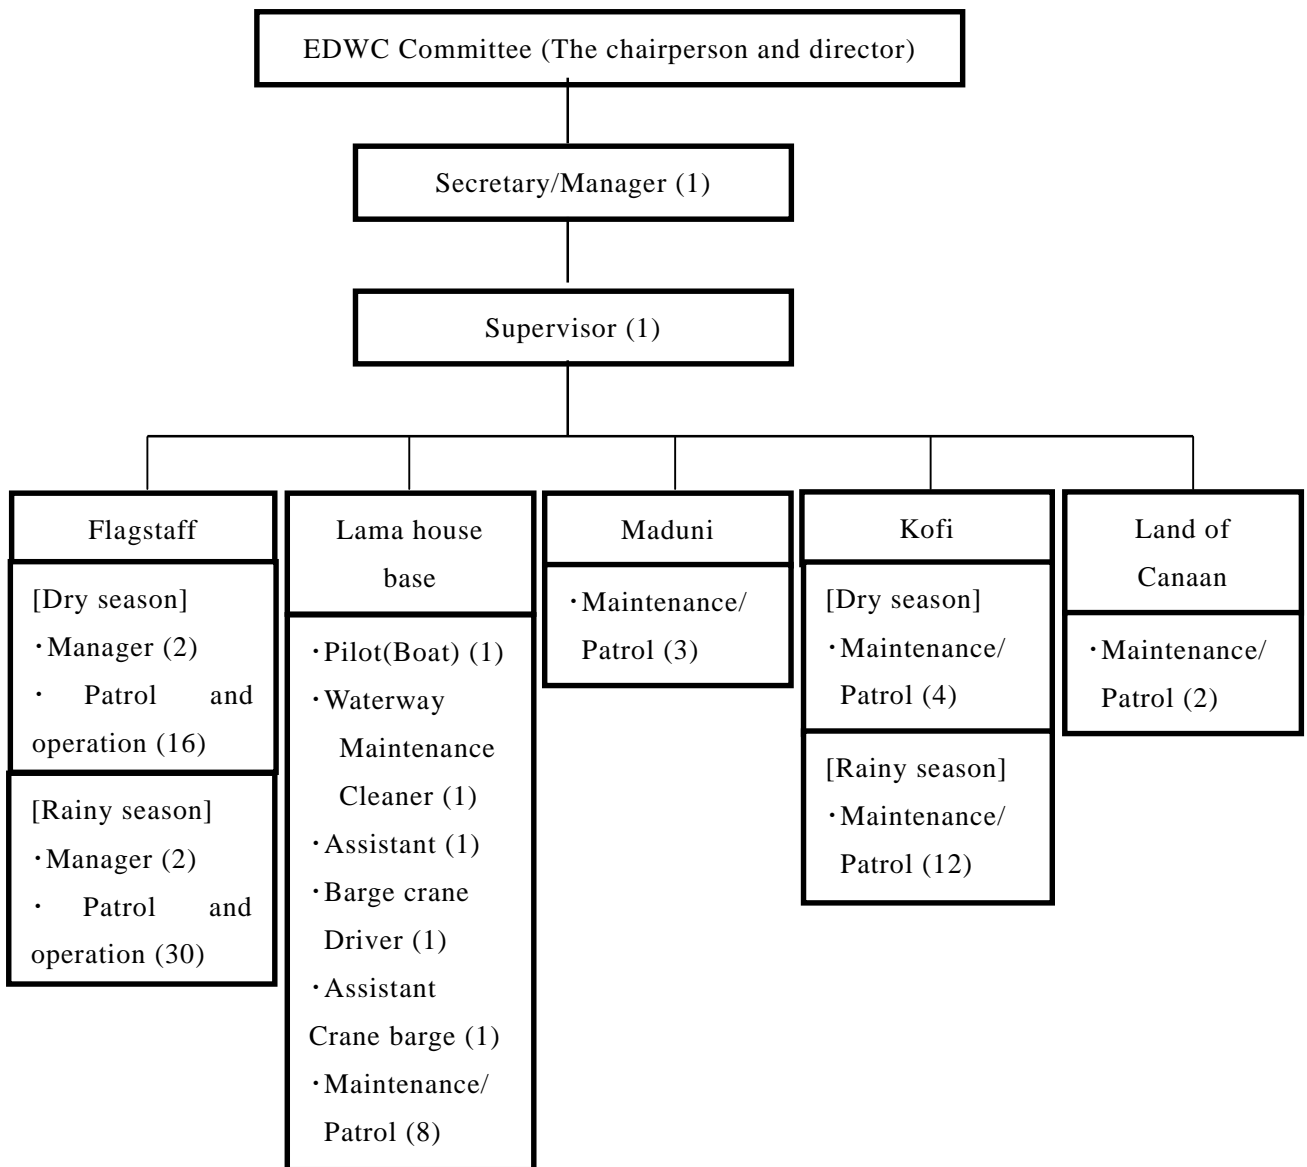 EDWC Committee (The chairperson and director)
Secretary/Manager (1)
Supervisor (1)
Flagstaff
[Dry season]
・Manager (2)
・ Patrol and
operation (16)
[Rainy season]
・Manager (2)
・ Patrol and
operation (30)
Lama house
base
・Pilot(Boat) (1)
・Waterway
Maintenance
Cleaner (1)
・Assistant (1)
・Barge crane
Driver (1)
・Assistant
Crane barge (1)
・Maintenance/
Patrol (8)
Maduni
・Maintenance/
Patrol (3)
Kofi
[Dry season]
・Maintenance/
Patrol (4)
[Rainy season]
・Maintenance/
Patrol (12)
Land of
Canaan
・Maintenance/
Patrol (2)